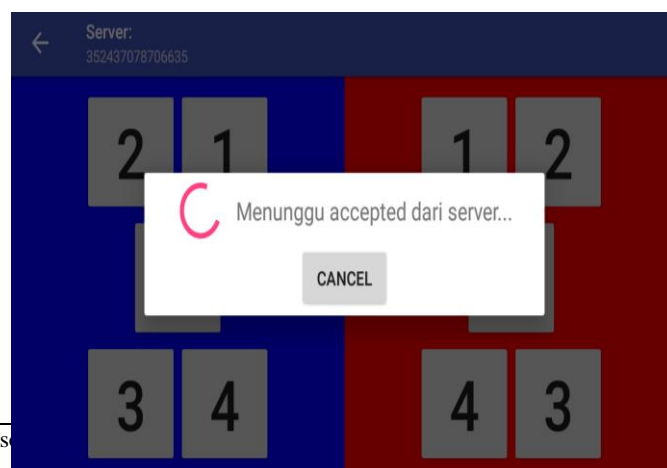 Server:
352437078706635
2 1 1 2
Menunggu accepted dari server...
CANCEL
3 4 4 3